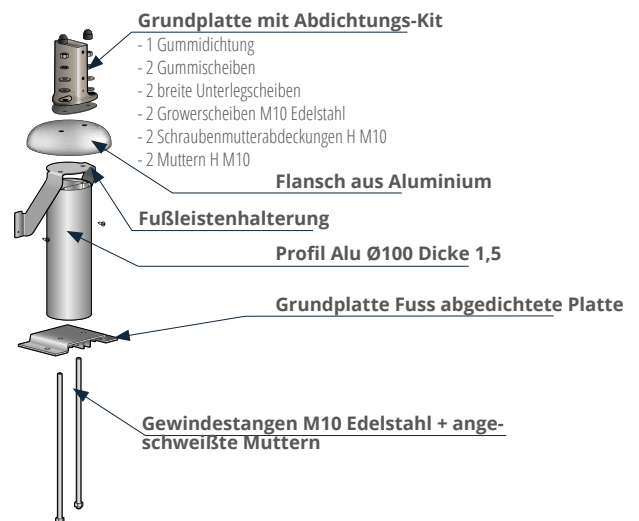 Grundplatte mit Abdichtungs-Kit
- 1 Gummidichtung
- 2 Gummischeiben
- 2 breite Unterlegscheiben
- 2 Growerscheiben M10 Edelstahl
- 2 Schraubenmutterabdeckungen H M10
- 2 Muttern H M10
Flansch aus Aluminium
Fußleistenhalterung
Profil Alu Ø100 Dicke 1,5
Grundplatte Fuss abgedichtete Platte
Gewindestangen M10 Edelstahl + ange-
schweißte Muttern